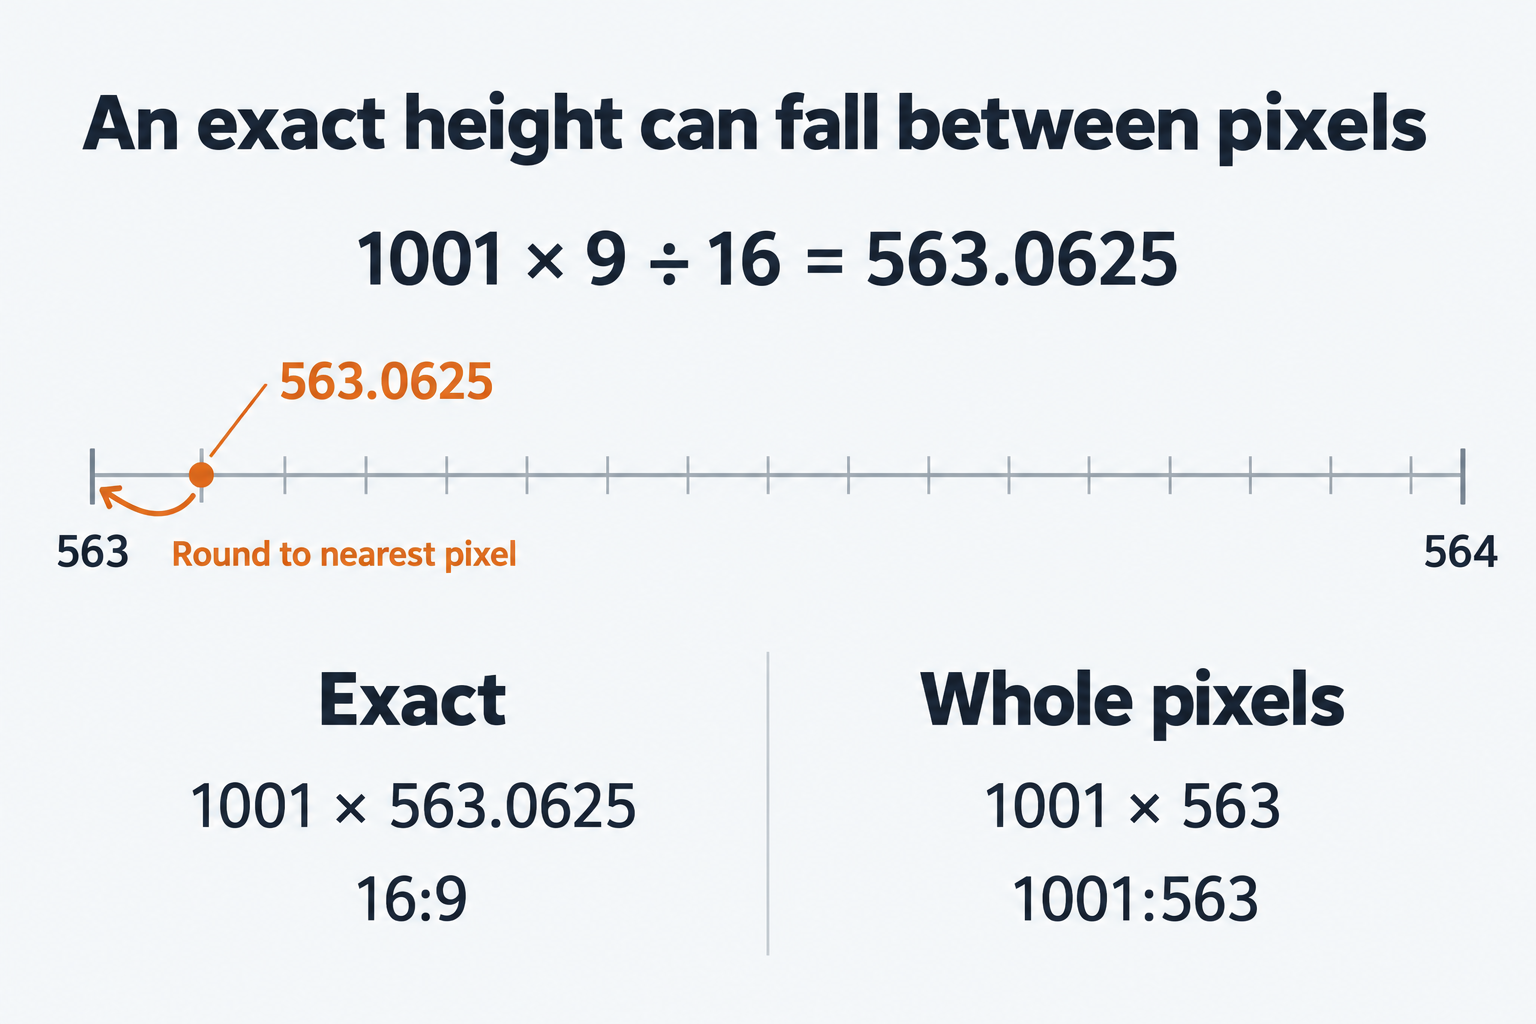 An exact height can fall between pixels
1001 × 9 ÷ 16 = 563.0625
563.0625
563
Round to nearest pixel
564
Exact
1001 × 563.0625
16:9
Whole pixels
1001 × 563
1001:563